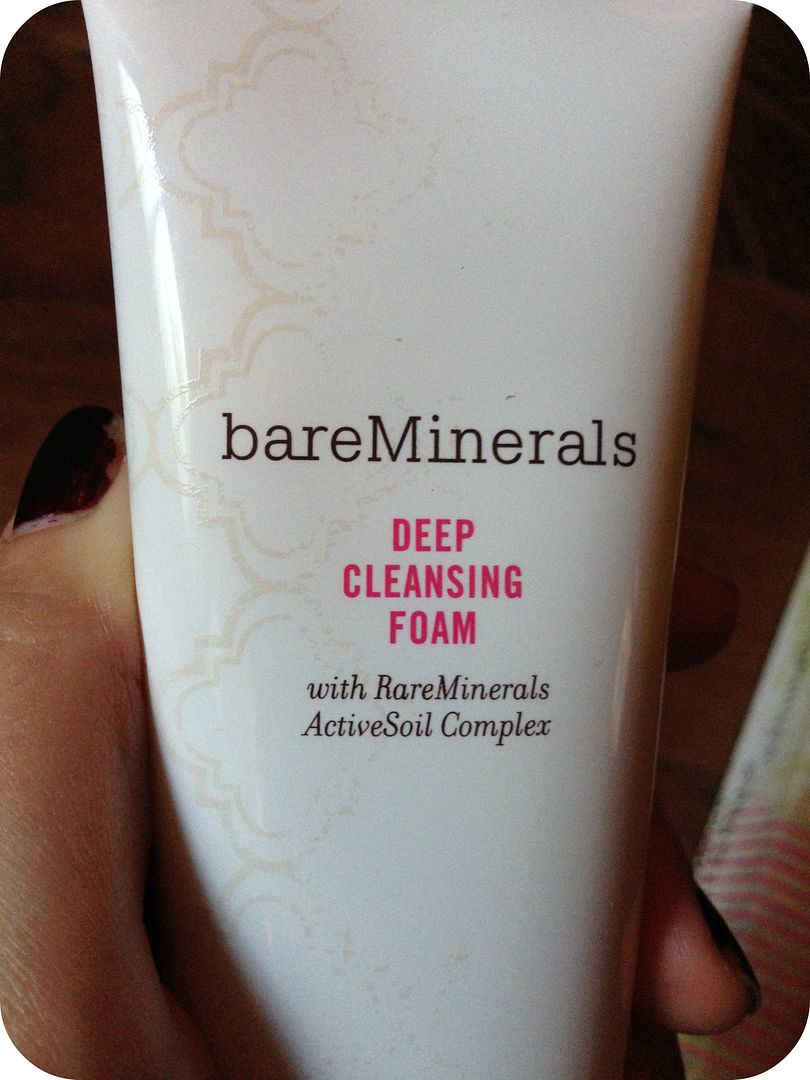 bareMinerals
DEEP
CLEANSING
FOAM
with RareMinerals
ActiveSoil Complex